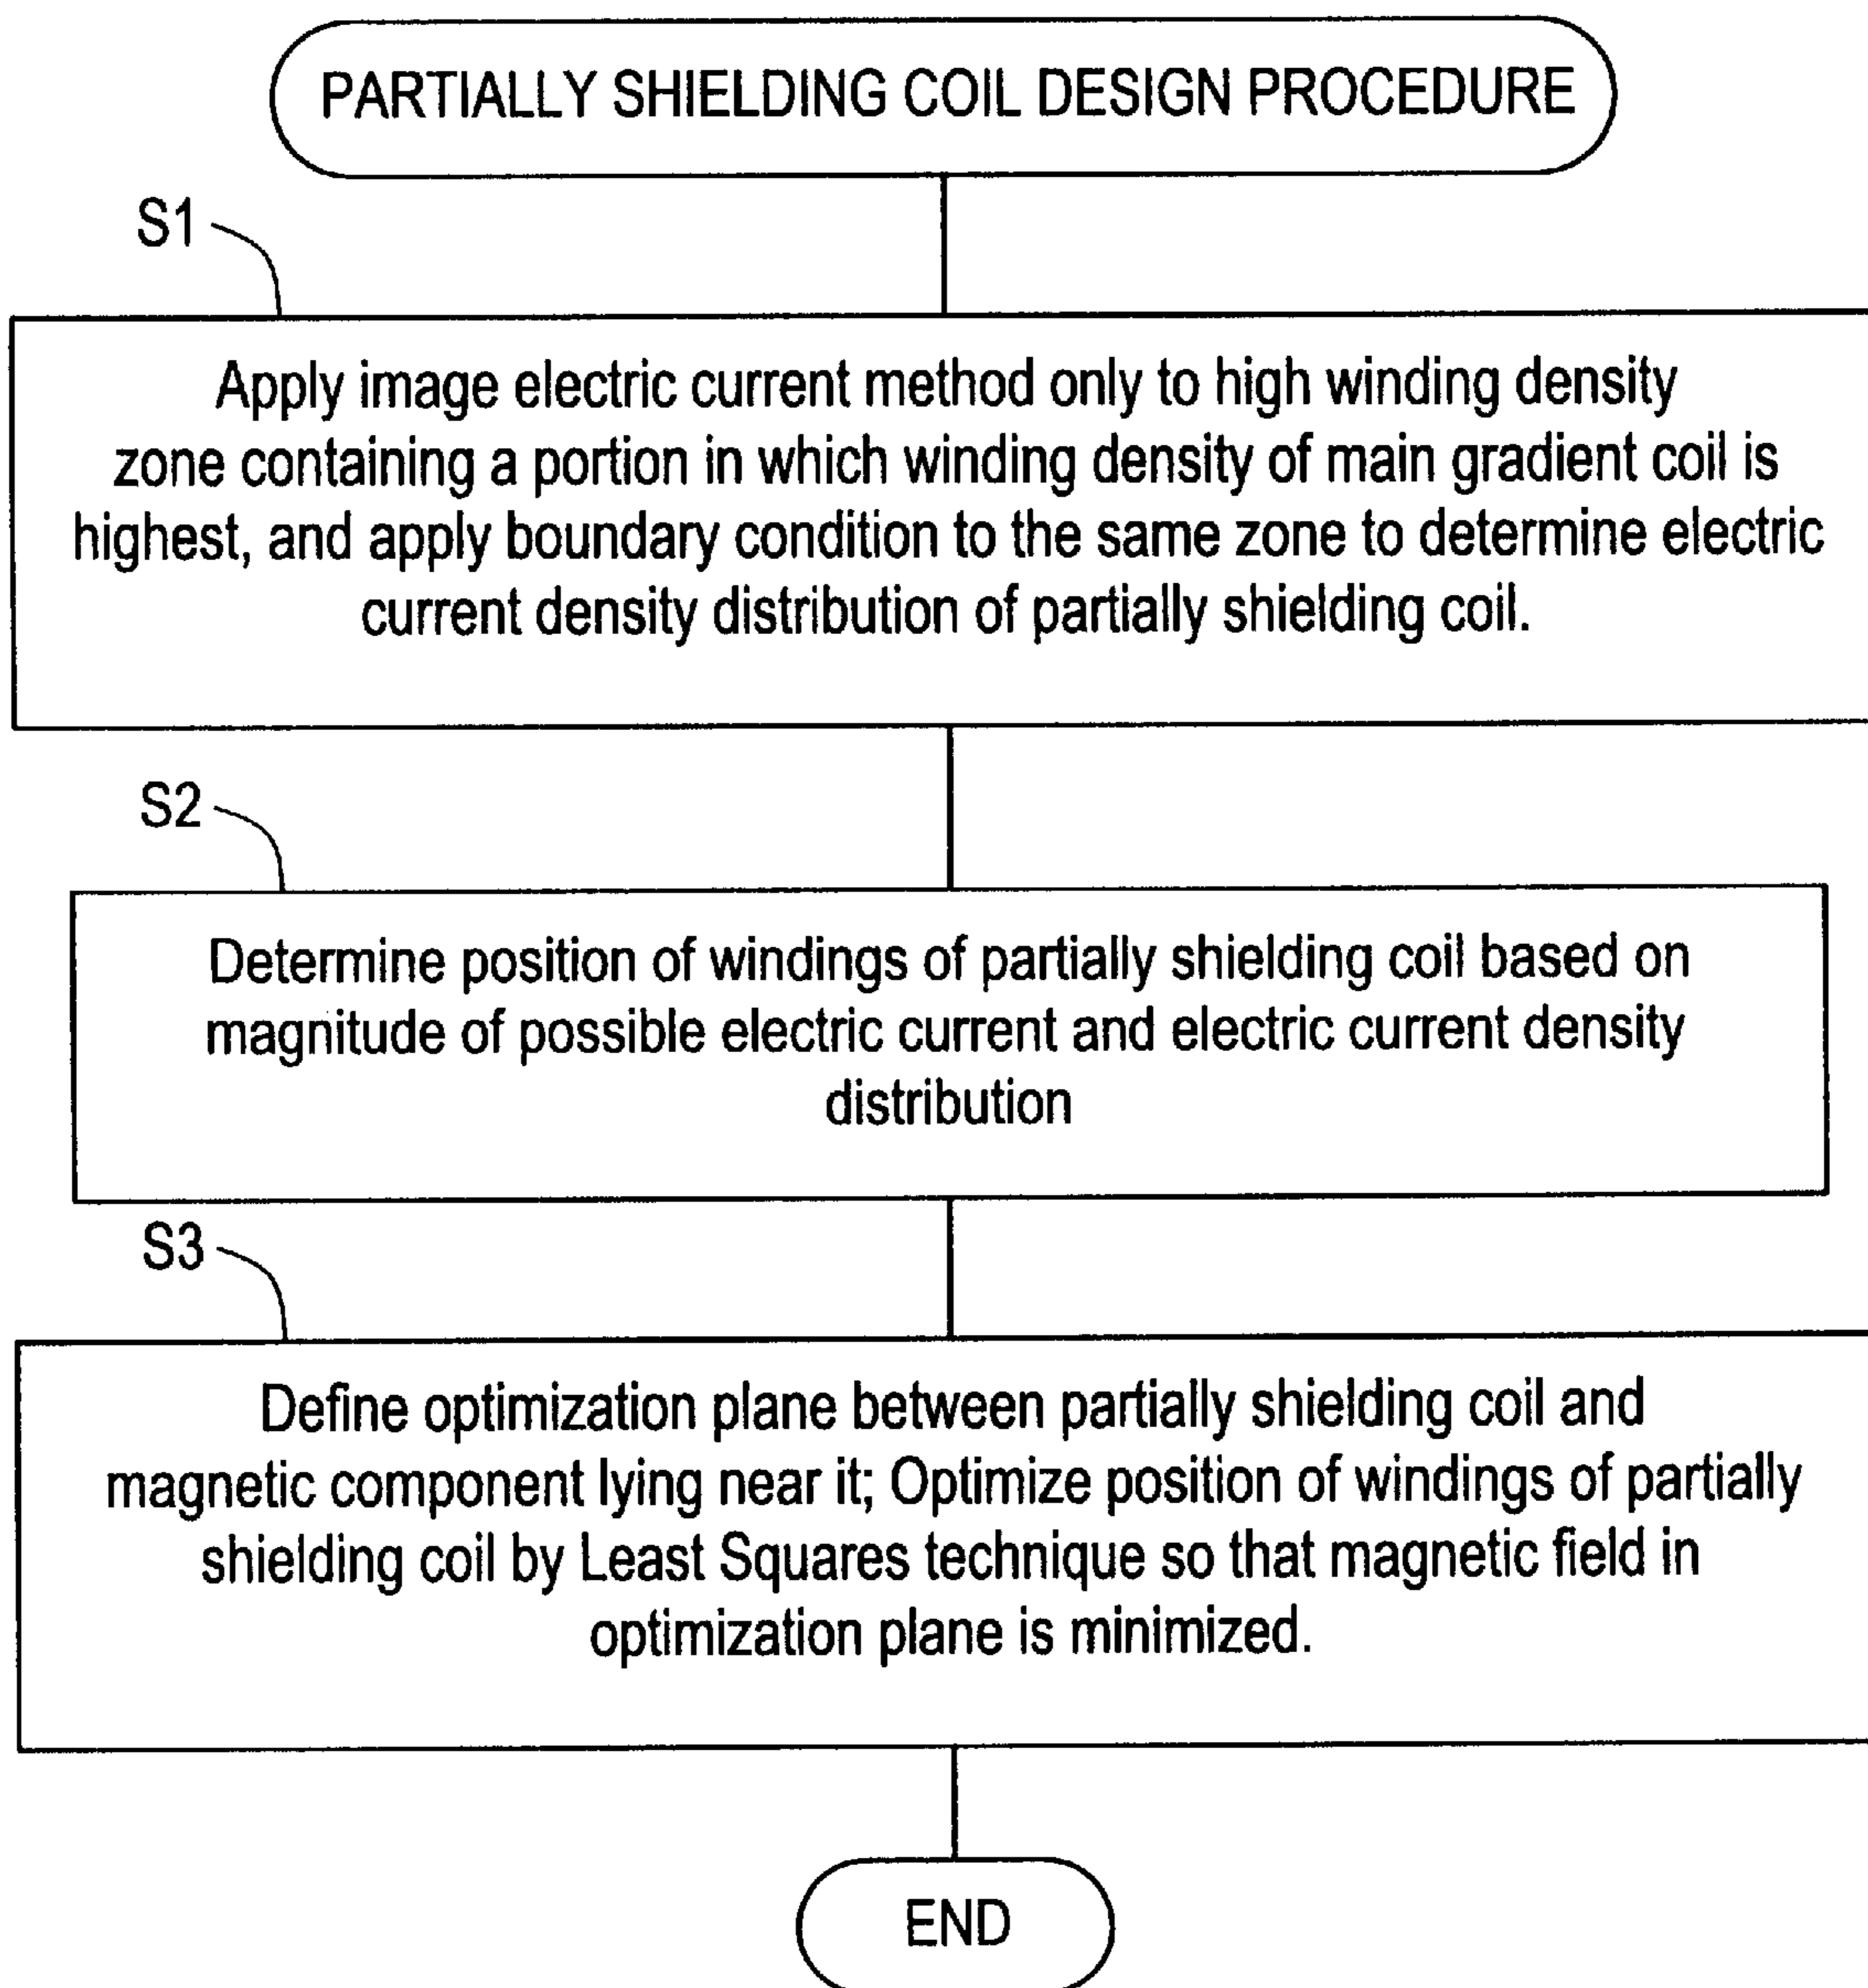 PARTIALLY SHIELDING COIL DESIGN PROCEDURE
S1
Apply image electric current method only to high winding density
zone containing a portion in which winding density of main gradient coil is
highest, and apply boundary condition to the same zone to determine electric
current density distribution of partially shielding coil.
S2
Determine position of windings of partially shielding coil based on
magnitude of possible electric current and electric current density
distribution
S3
Define optimization plane between partially shielding coil and
magnetic component lying near it; Optimize position of windings of partially
shielding coil by Least Squares technique so that magnetic field in
optimization plane is minimized.
END